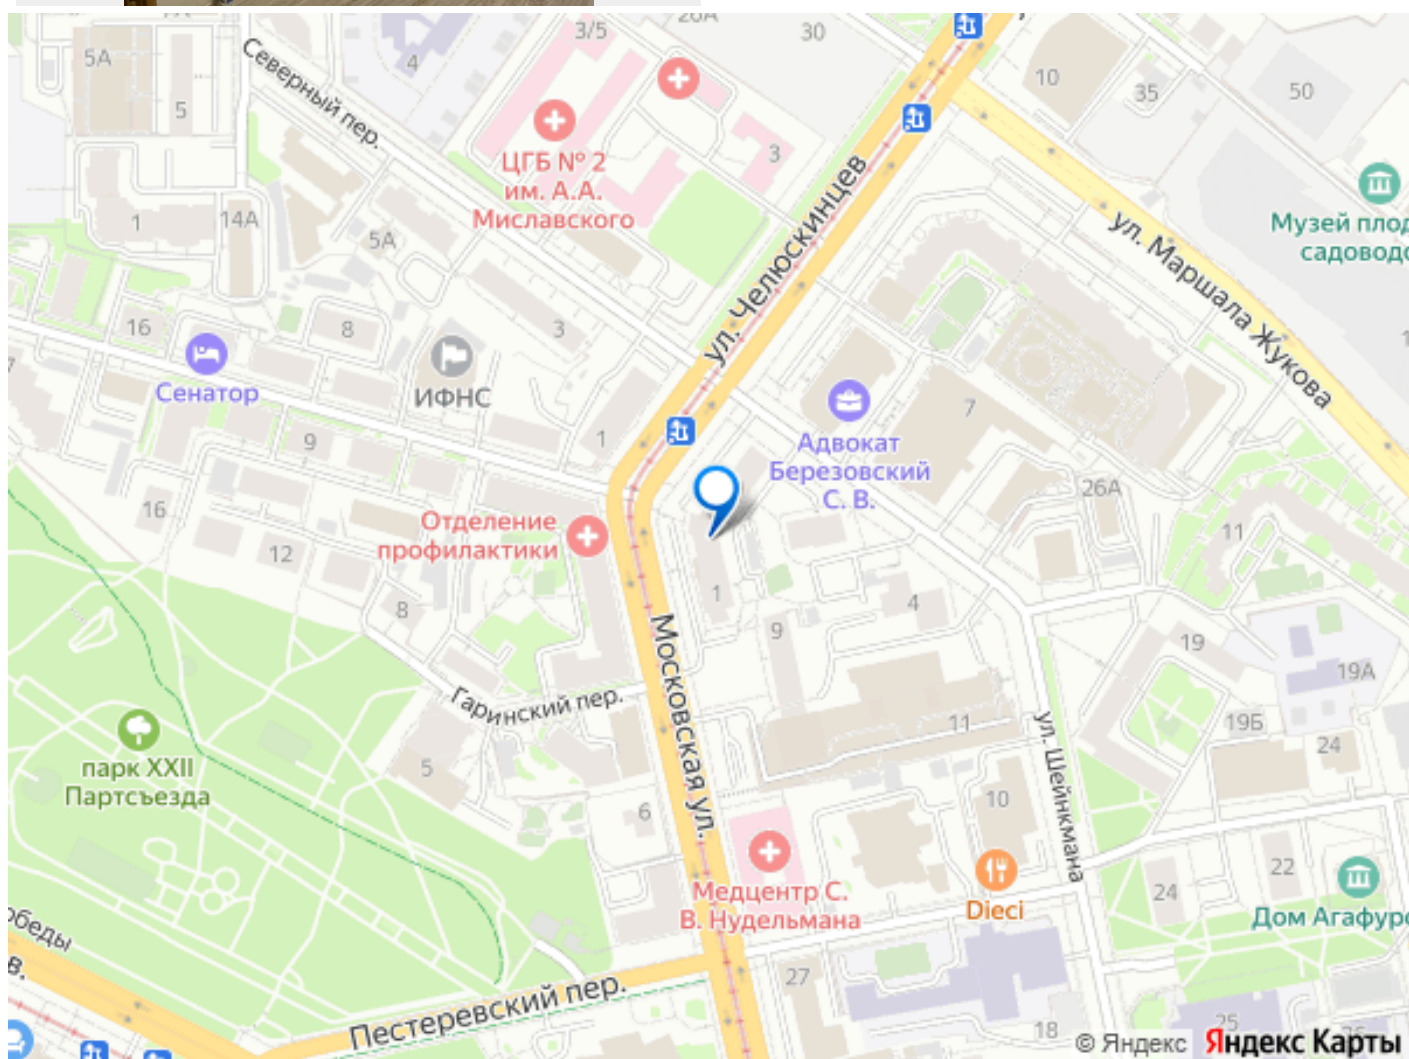 26А
3/5
30
5А
4
10
35
50
5
Северный пер.
ЦГБ № 2
им. А.А.
Миславского
3
ул. Челюскинцев
Музей плод
садоводс
1
14А
5А
ул. Маршала Жукова
16
8
3
Сенатор
ИФНС
7
9
1
Адвокат
Березовский
С. В.
26А
16
Отделение
профилактики
11
12
8
1
4
9
19
19А
Московская ул.
Гаринский пер.
11
19Б
ул. Шейнкмана
24
парк XXII
Партсъезда
5
6
10
Медцентр С.
В. Нудельмана
Dieci
22
24
Дом Агафуро
обеды
в.
Пестеревский пер.
27
18
25
© Яндекс Яндекс Карты